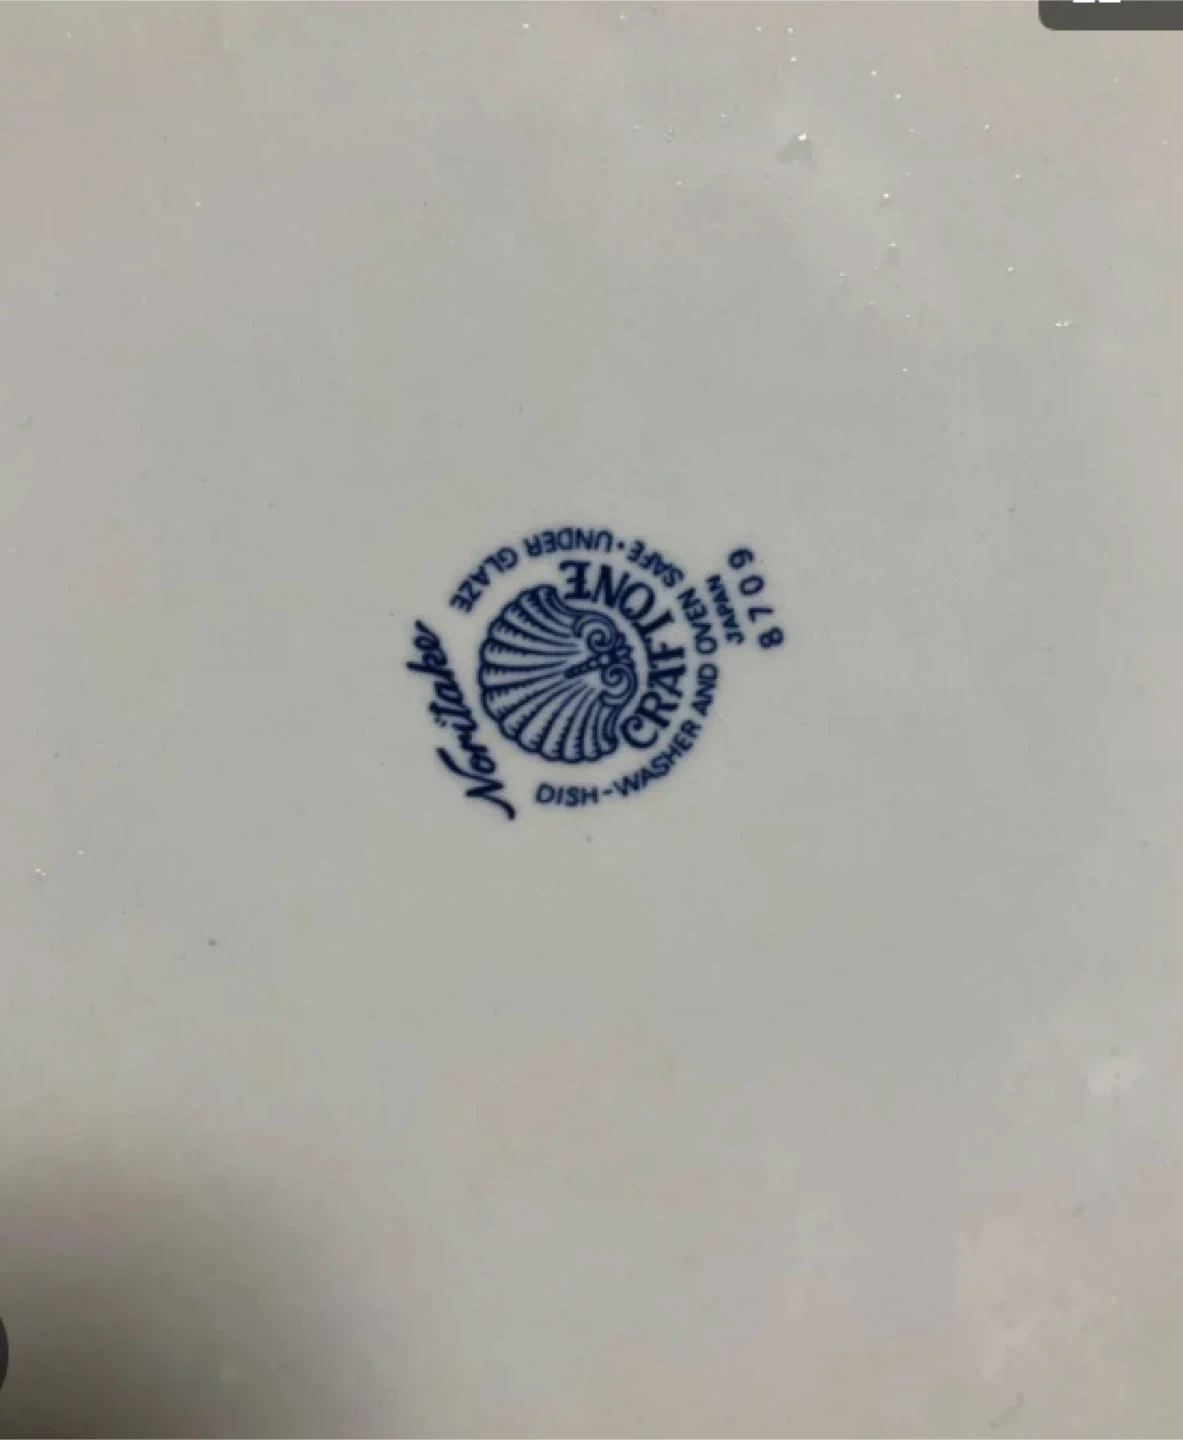 Noritake
CRAFTONE
DISH-WASHER AND OVEN SAFE·UNDER GLAZE
JAPAN
8709